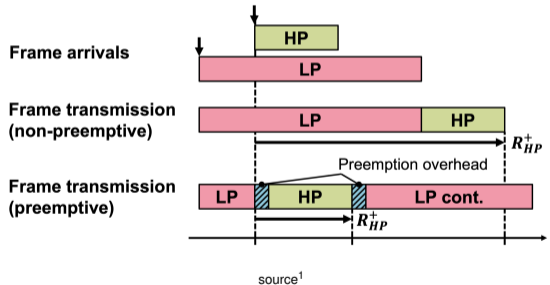 HP
Frame arrivals
LP
Frame transmission
(non-preemptive)
LP HP
R⁺HP
Preemption overhead
Frame transmission
(preemptive)
LP HP LP cont.
R⁺HP
source¹